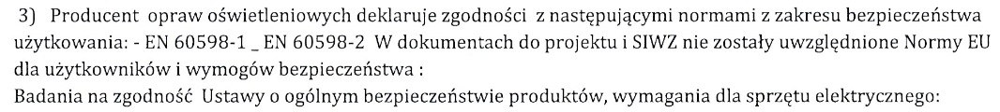 3) Producent opraw oświetleniowych deklaruje zgodności z następującymi normami z zakresu bezpieczeństwa
użytkowania: - EN 60598-1 _ EN 60598-2 W dokumentach do projektu i SIWZ nie zostały uwzględnione Normy EU
dla użytkowników i wymogów bezpieczeństwa :
Badania na zgodność Ustawy o ogólnym bezpieczeństwie produktów, wymagania dla sprzętu elektrycznego: